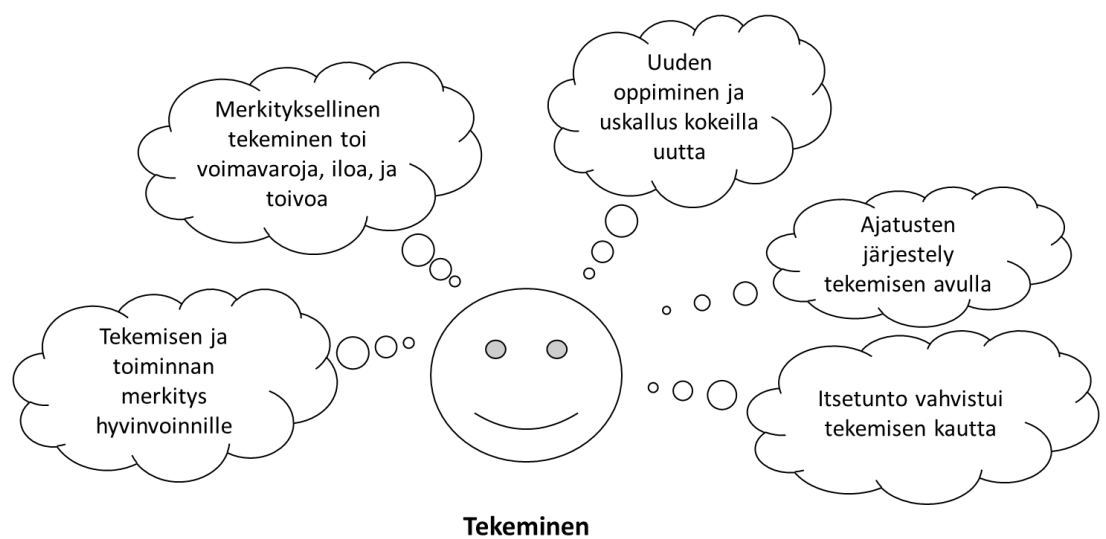 Merkityksellinen
tekeminen toi
voimavaroja, iloa, ja
toivoa
Uuden
oppiminen ja
uskallus kokeilla
uutta
Ajatusten
järjestely
tekemisen avulla
Tekemisen ja
toiminnan
merkitys
hyvinvoinnille
Itsetunto vahvistui
tekemisen kautta
Tekeminen